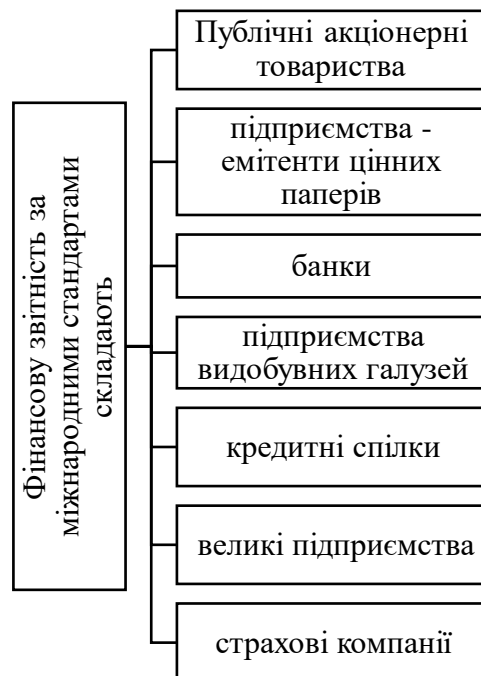 Фінансову звітність за
міжнародними стандартами
складають
Публічні акціонерні
товариства
підприємства -
емітенти цінних
паперів
банки
підприємства
видобувних галузей
кредитні спілки
великі підприємства
страхові компанії